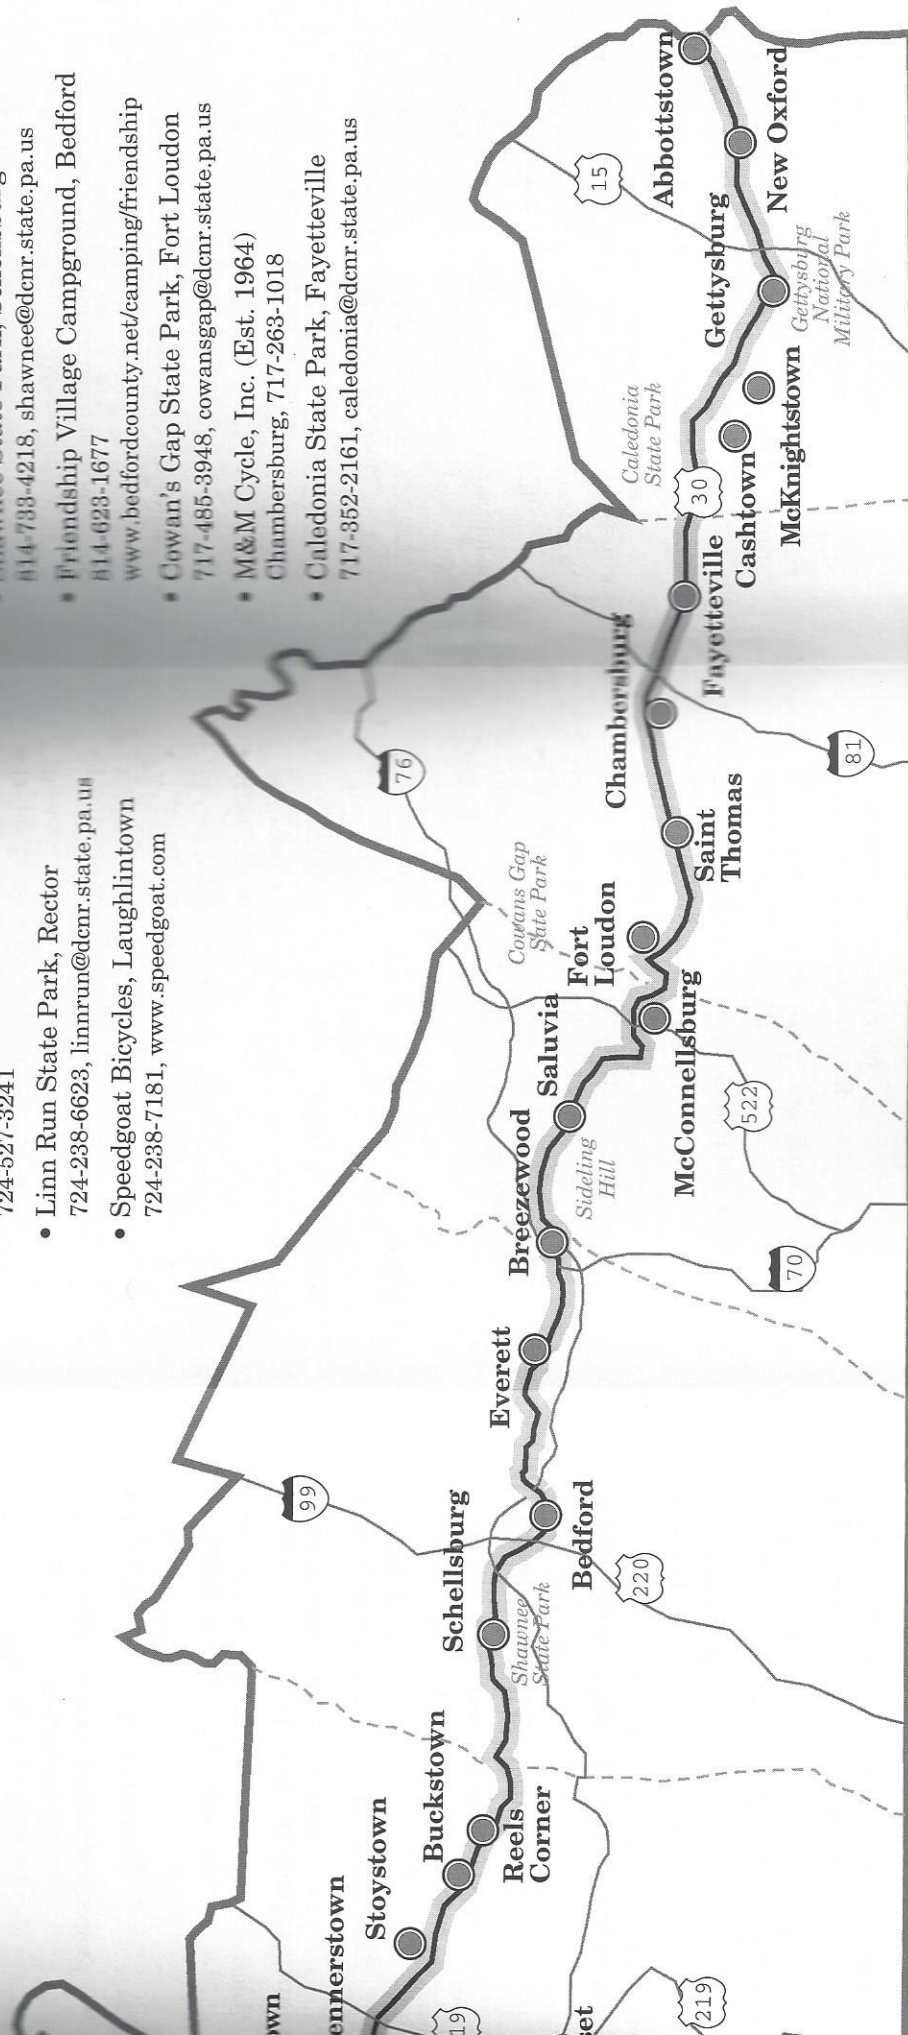 814-733-4218, shawnee@dcnr.state.pa.us
• Friendship Village Campground, Bedford
814-623-1677
www.bedfordcounty.net/camping/friendship
• Cowan's Gap State Park, Fort Loudon
717-485-3948, cowansgap@dcnr.state.pa.us
• M&M Cycle, Inc. (Est. 1964)
Chambersburg, 717-263-1018
• Caledonia State Park, Fayetteville
717-352-2161, caledonia@dcnr.state.pa.us
724-527-3241
• Linn Run State Park, Rector
724-238-6623, linnrun@dcnr.state.pa.us
• Speedgoat Bicycles, Laughlintown
724-238-7181, www.speedgoat.com
own
ennerstown
Stoystown
Buckstown
Reels
Corner
Schellsburg
Shawnee
State Park
Bedford
Everett
Breezewood
Sideling
Hill
Saluvia
McConnellsburg
Fort
Loudon
Cowans Gap
State Park
Saint
Thomas
Chambersburg
Fayetteville
Caledonia
State Park
Cashtown
McKnightstown
Gettysburg
Gettysburg
National
Military Park
New Oxford
Abbottstown
set
19
219
99
220
70
522
76
81
30
15